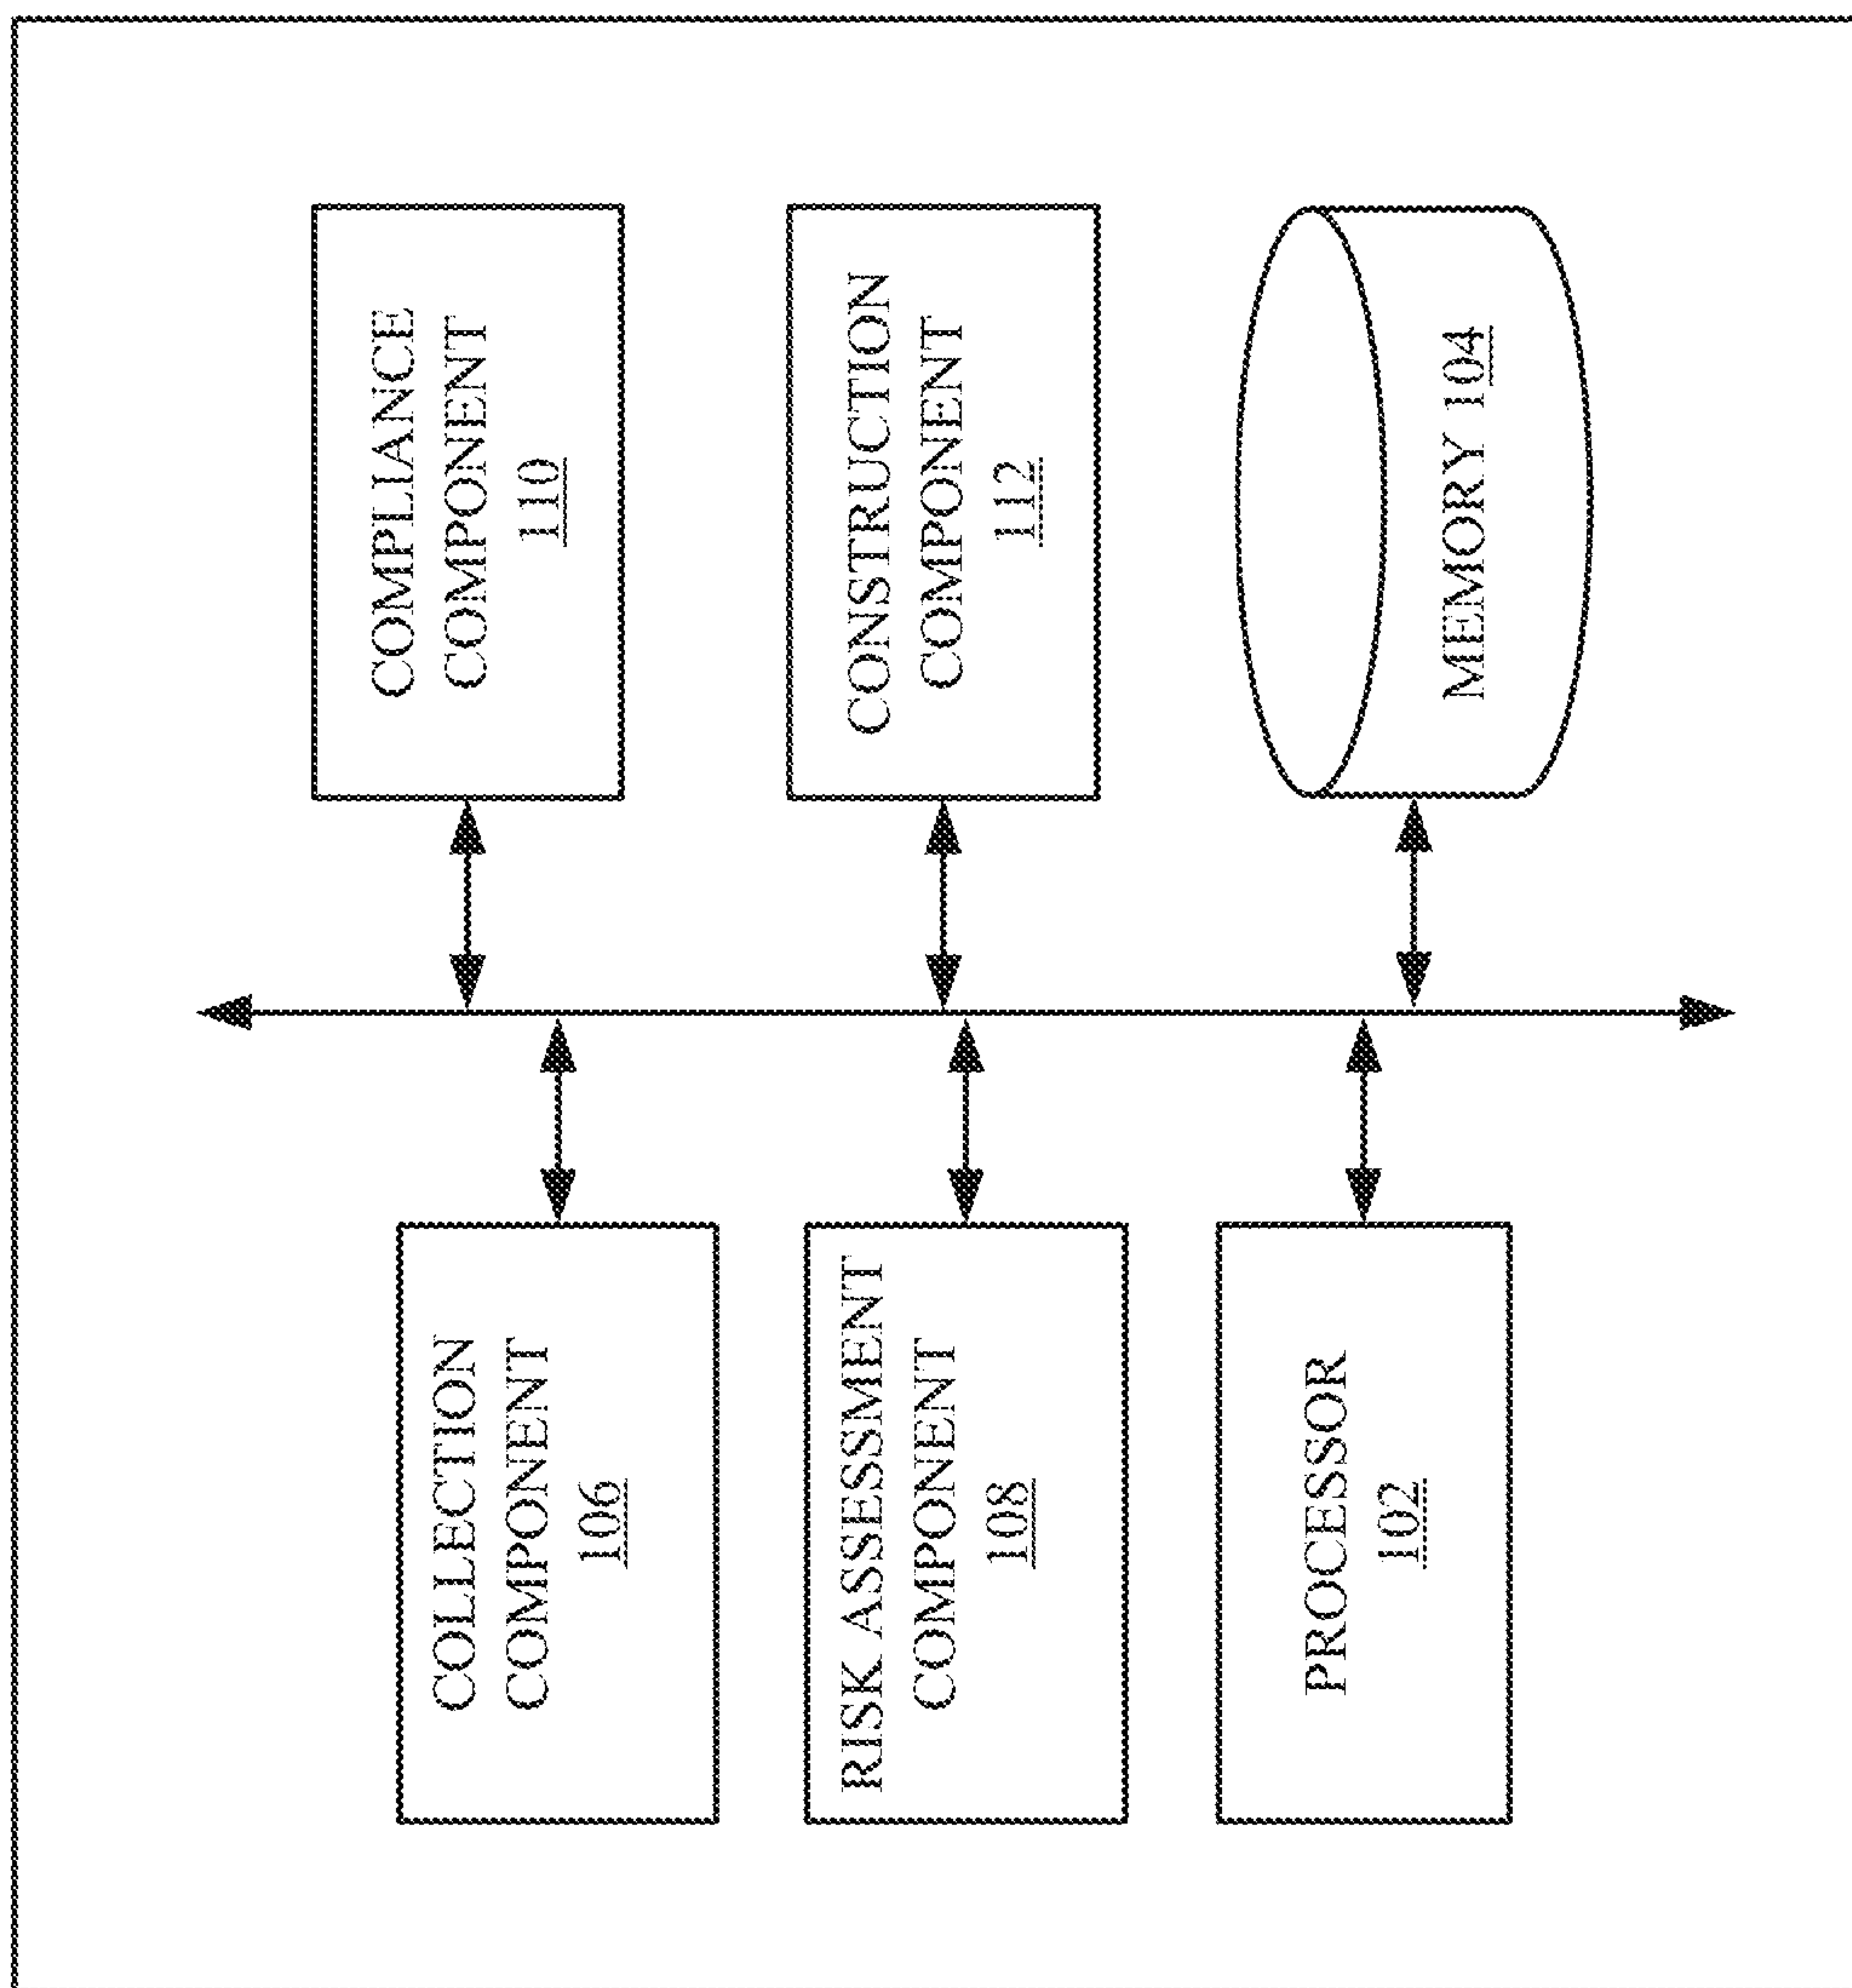 COLLECTION
COMPONENT
106
COMPLIANCE
COMPONENT
110
RISK ASSESSMENT
COMPONENT
108
CONSTRUCTION
COMPONENT
112
PROCESSOR
102
MEMORY 104